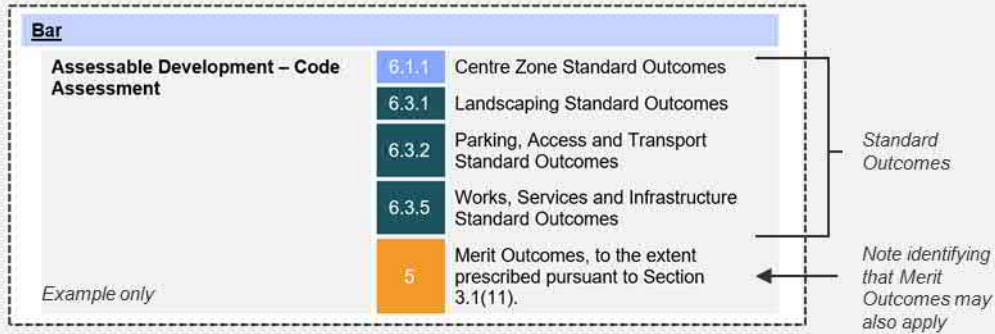 Bar
Assessable Development – Code
Assessment
6.1.1 Centre Zone Standard Outcomes
6.3.1 Landscaping Standard Outcomes
6.3.2 Parking, Access and Transport
Standard Outcomes
6.3.5 Works, Services and Infrastructure
Standard Outcomes
5 Merit Outcomes, to the extent
prescribed pursuant to Section
3.1(11).
Example only
Standard
Outcomes
Note identifying
that Merit
Outcomes may
also apply